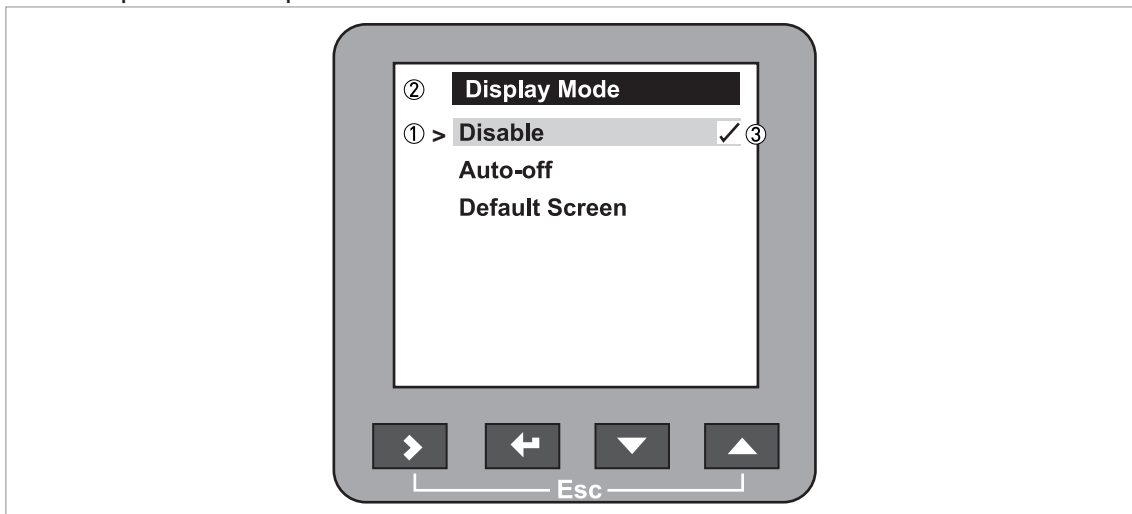 ② Display Mode
① > Disable ✓ ③
Auto-off
Default Screen
Esc